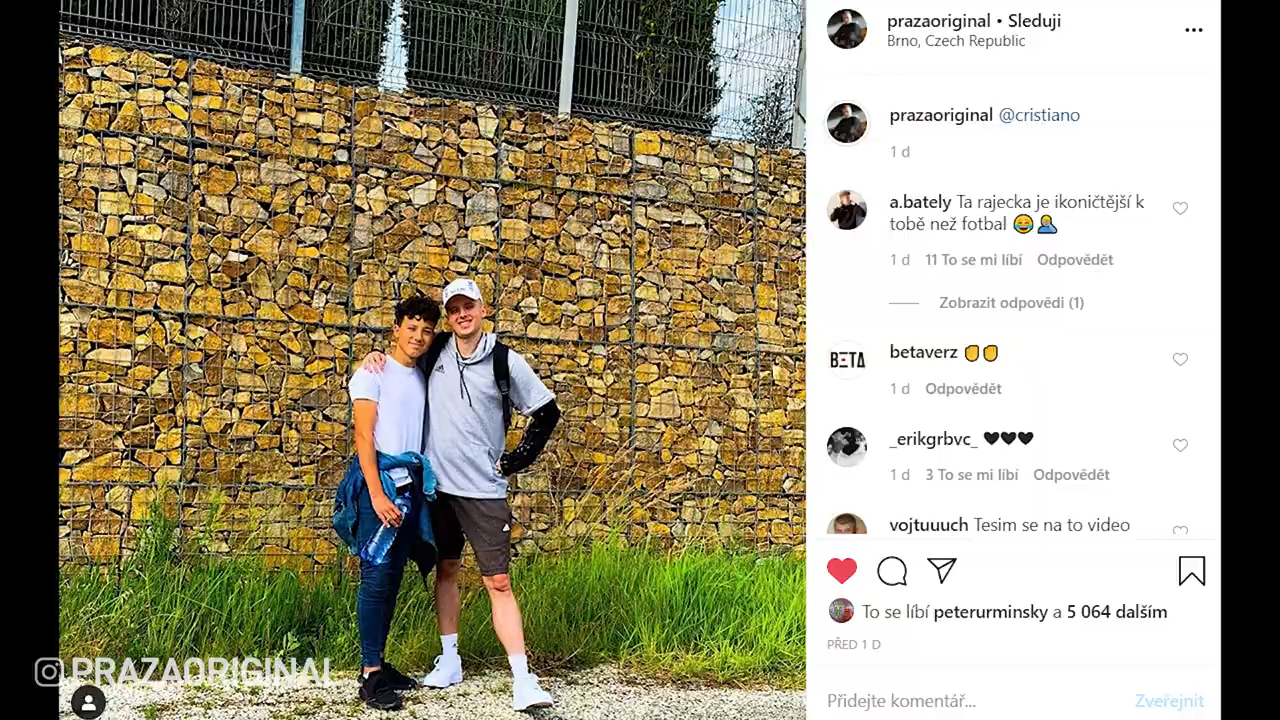 prazaoriginal • Sleduji
Brno, Czech Republic
prazaoriginal @cristiano
1 d
a.bately Ta rajecka je ikoničtější k
tobě než fotbal 😂🤦
1 d 11 To se mi líbí Odpovědět
Zobrazit odpovědi (1)
BETA
betaverz
1 d Odpovědět
_erikgrbvc_ 🖤🖤🖤
1 d 3 To se mi líbí Odpovědět
vojtuuuch Tesim se na to video
To se líbí peterurminsky a 5 064 dalším
PŘED 1 D
Přidejte komentář...
Zveřejnit
PRAZAORIGINAL